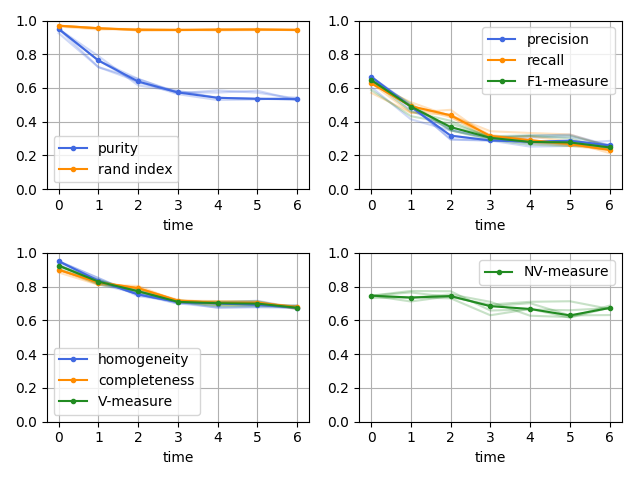 1.0
0.8
0.6
0.4
0.2
0.0
purity
rand index
0 1 2 3 4 5 6
time
1.0
0.8
0.6
0.4
0.2
0.0
precision
recall
F1-measure
0 1 2 3 4 5 6
time
1.0
0.8
0.6
0.4
0.2
0.0
homogeneity
completeness
V-measure
0 1 2 3 4 5 6
time
1.0
0.8
0.6
0.4
0.2
0.0
NV-measure
0 1 2 3 4 5 6
time